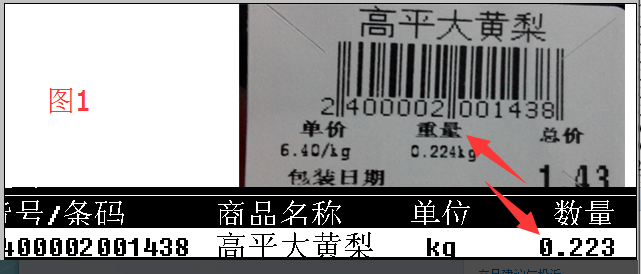 高平大黄梨
图1
2 400002 001438
单价 重量 总价
6.40/kg 0.224kg
包装日期 1.43
号/条码 商品名称 单位 数量
400002001438 高平大黄梨 kg 0.223